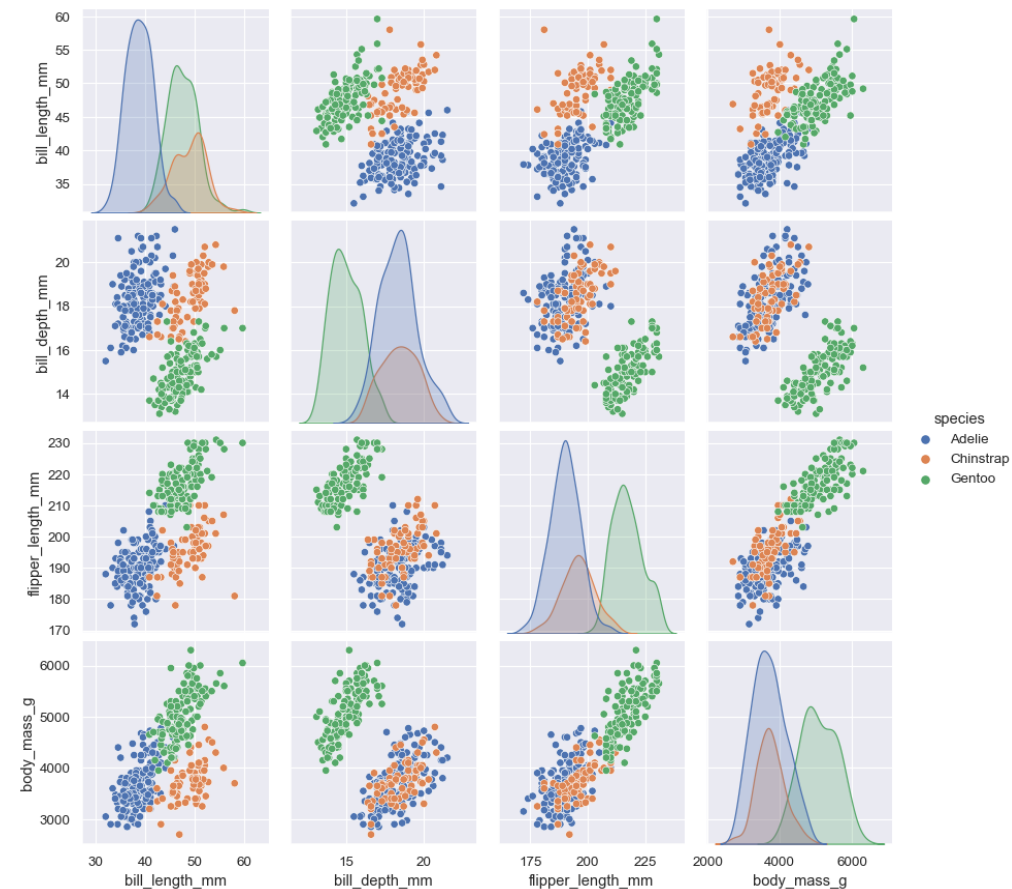 60
55
50
45
40
35
bill_length_mm
20
18
16
14
bill_depth_mm
230
220
210
200
190
180
170
flipper_length_mm
6000
5000
4000
3000
body_mass_g
30 40 50 60
bill_length_mm
15 20
bill_depth_mm
175 200 225
flipper_length_mm
2000 4000 6000
body_mass_g
species
Adelie
Chinstrap
Gentoo